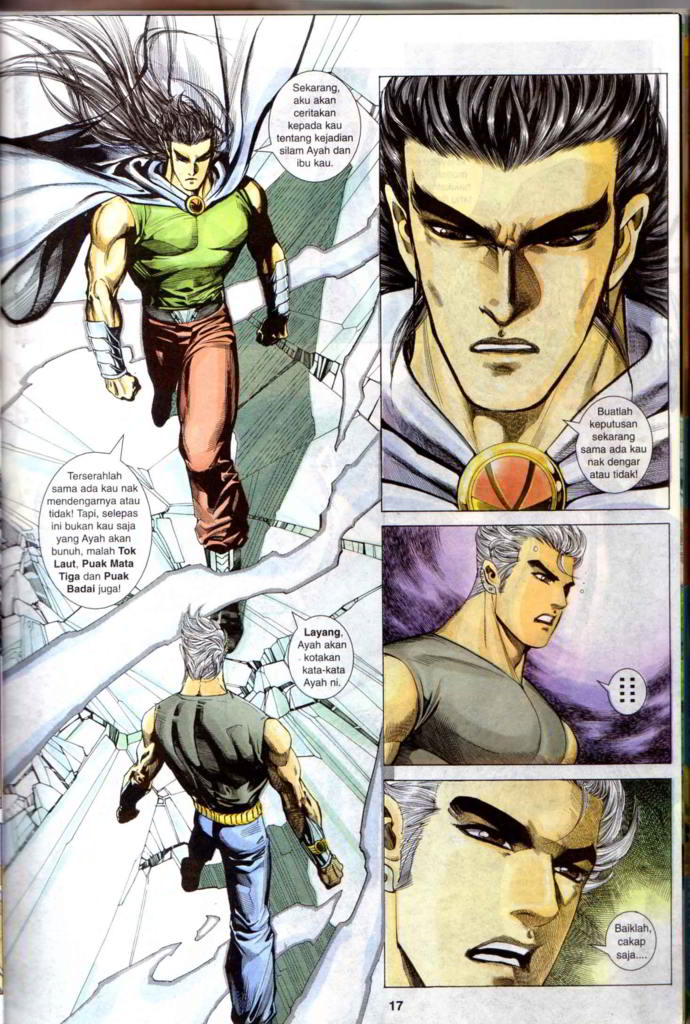 Sekarang,
aku akan
ceritakan
kepada kau
tentang kejadian
silam Ayah dan
ibu kau.
Terserahlah
sama ada kau nak
mendengarnya atau
tidak! Tapi, selepas
ini bukan kau saja
yang Ayah akan
bunuh, malah Tok
Laut, Puak Mata
Tiga dan Puak
Badai juga!
Layang,
Ayah akan
kotakan
kata-kata
Ayah ni.
Buatlah
keputusan
sekarang
sama ada kau
nak dengar
atau tidak!
Baiklah,
cakap
saja....
17